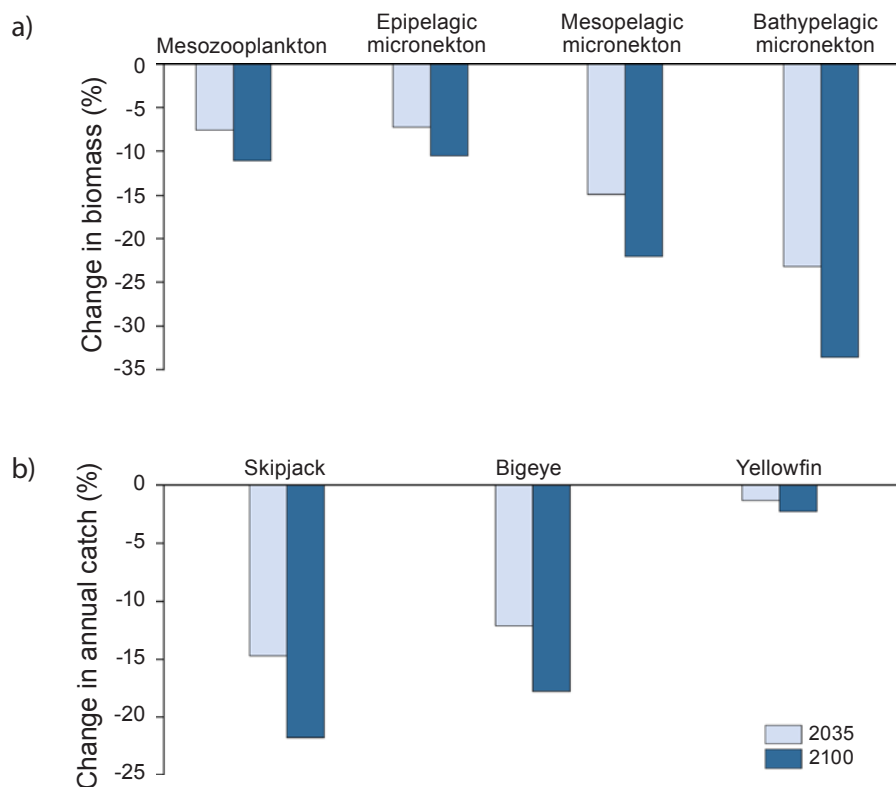 a)
Mesozooplankton
Epipelagic
micronekton
Mesopelagic
micronekton
Bathypelagic
micronekton
Change in biomass (%)
0
-5
-10
-15
-20
-25
-30
-35
b)
Skipjack
Bigeye
Yellowfin
Change in annual catch (%)
0
-5
-10
-15
-20
-25
2035
2100